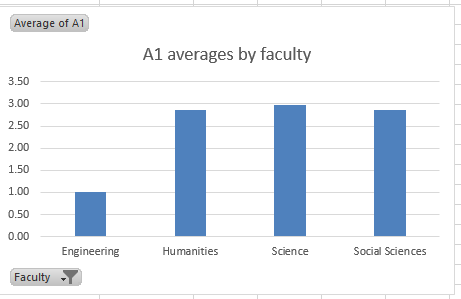 Average of A1
A1 averages by faculty
3.50
3.00
2.50
2.00
1.50
1.00
0.50
0.00
Engineering Humanities Science Social Sciences
Faculty